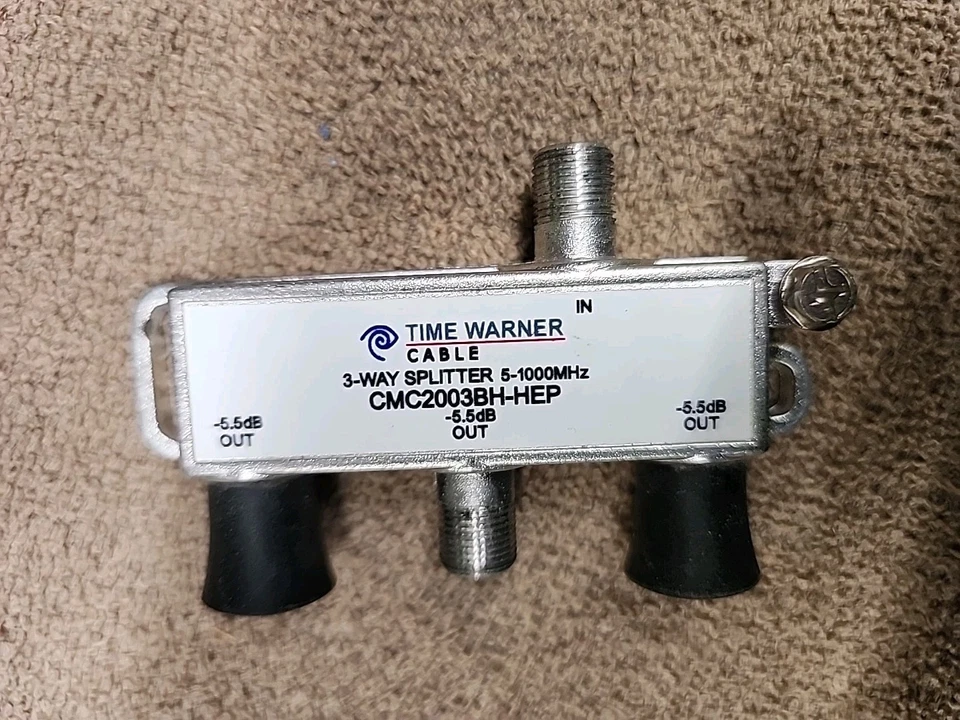 IN
TIME WARNER
CABLE
3-WAY SPLITTER 5-1000MHz
CMC2003BH-HEP
-5.5dB
OUT
-5.5dB
OUT
-5.5dB
OUT